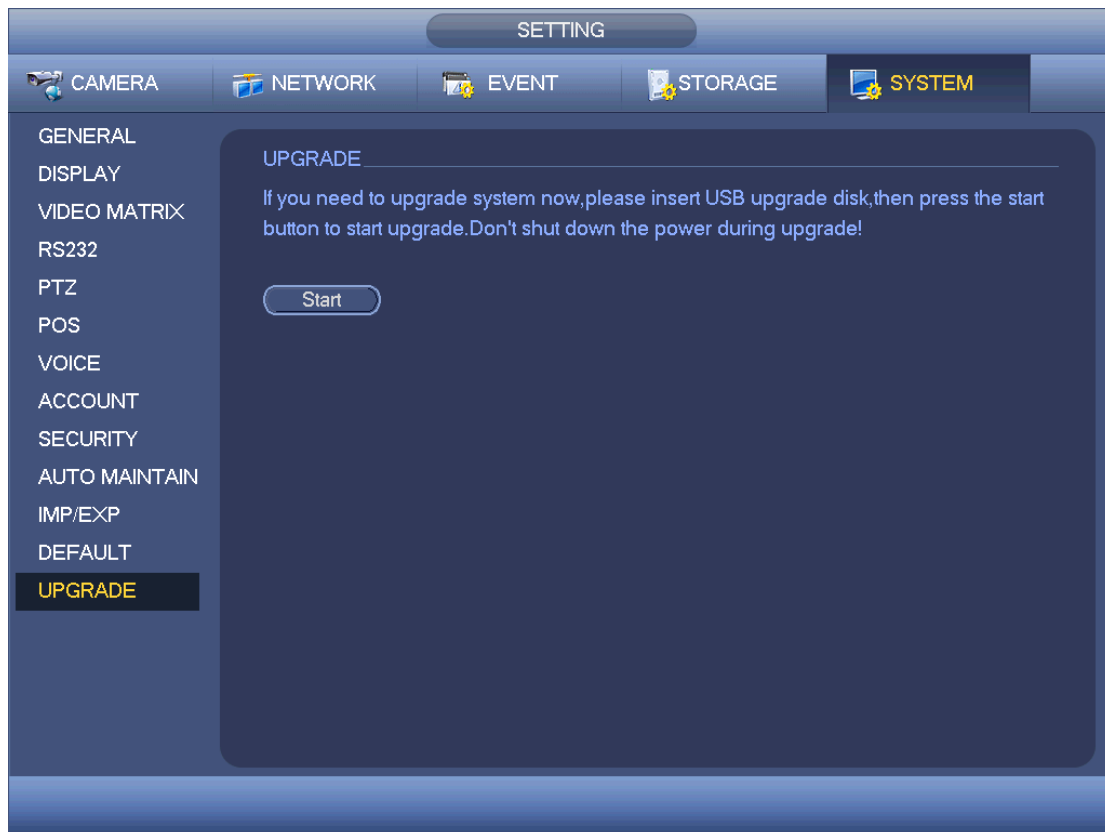 SETTING
CAMERA NETWORK EVENT STORAGE SYSTEM
GENERAL
DISPLAY
VIDEO MATRIX
RS232
PTZ
POS
VOICE
ACCOUNT
SECURITY
AUTO MAINTAIN
IMP/EXP
DEFAULT
UPGRADE
UPGRADE
If you need to upgrade system now,please insert USB upgrade disk,then press the start
button to start upgrade.Don't shut down the power during upgrade!
Start